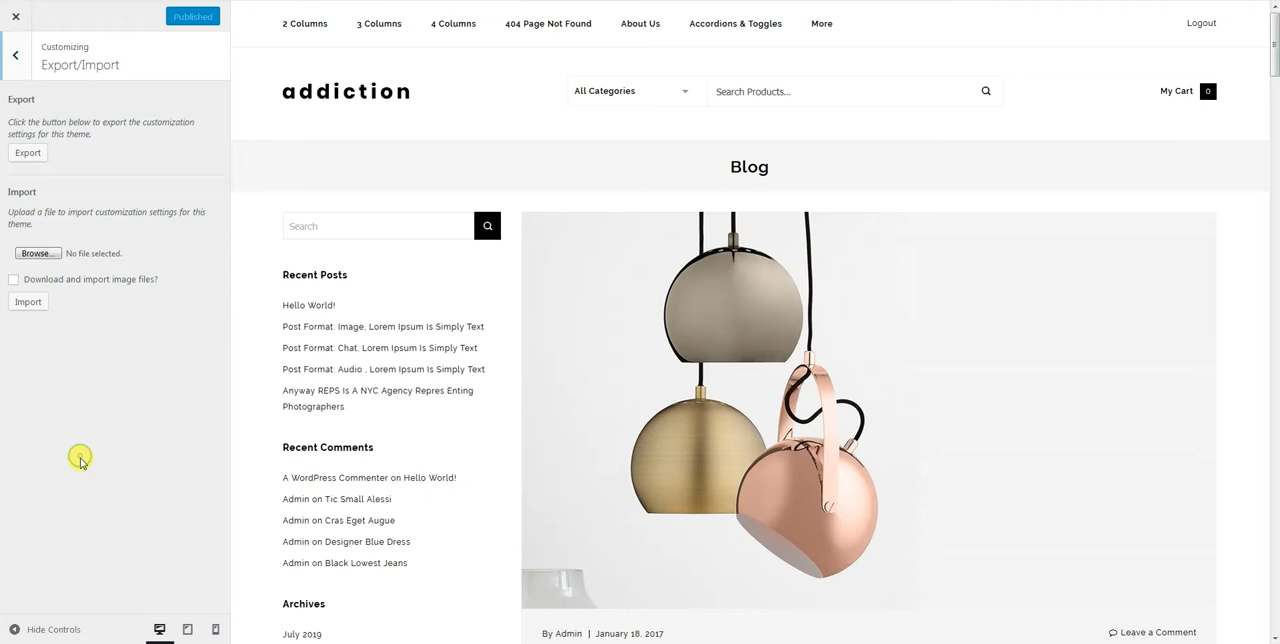 Published
Customizing
Export/Import
Export
Click the button below to export the customization
settings for this theme.
Export
Import
Upload a file to import customization settings for this
theme.
Browse... No file selected.
Download and import image files?
Import
Hide Controls
2 Columns 3 Columns 4 Columns 404 Page Not Found About Us Accordions & Toggles More Logout
addiction All Categories Search Products... My Cart 0
Blog
Search
Recent Posts
Hello World!
Post Format: Image, Lorem Ipsum Is Simply Text
Post Format: Chat, Lorem Ipsum Is Simply Text
Post Format: Audio , Lorem Ipsum Is Simply Text
Anyway REPS Is A NYC Agency Repres Enting
Photographers
Recent Comments
A WordPress Commenter on Hello World!
Admin on Tic Small Alessi
Admin on Cras Eget Augue
Admin on Designer Blue Dress
Admin on Black Lowest Jeans
Archives
July 2019
By Admin | January 18, 2017 Leave a Comment